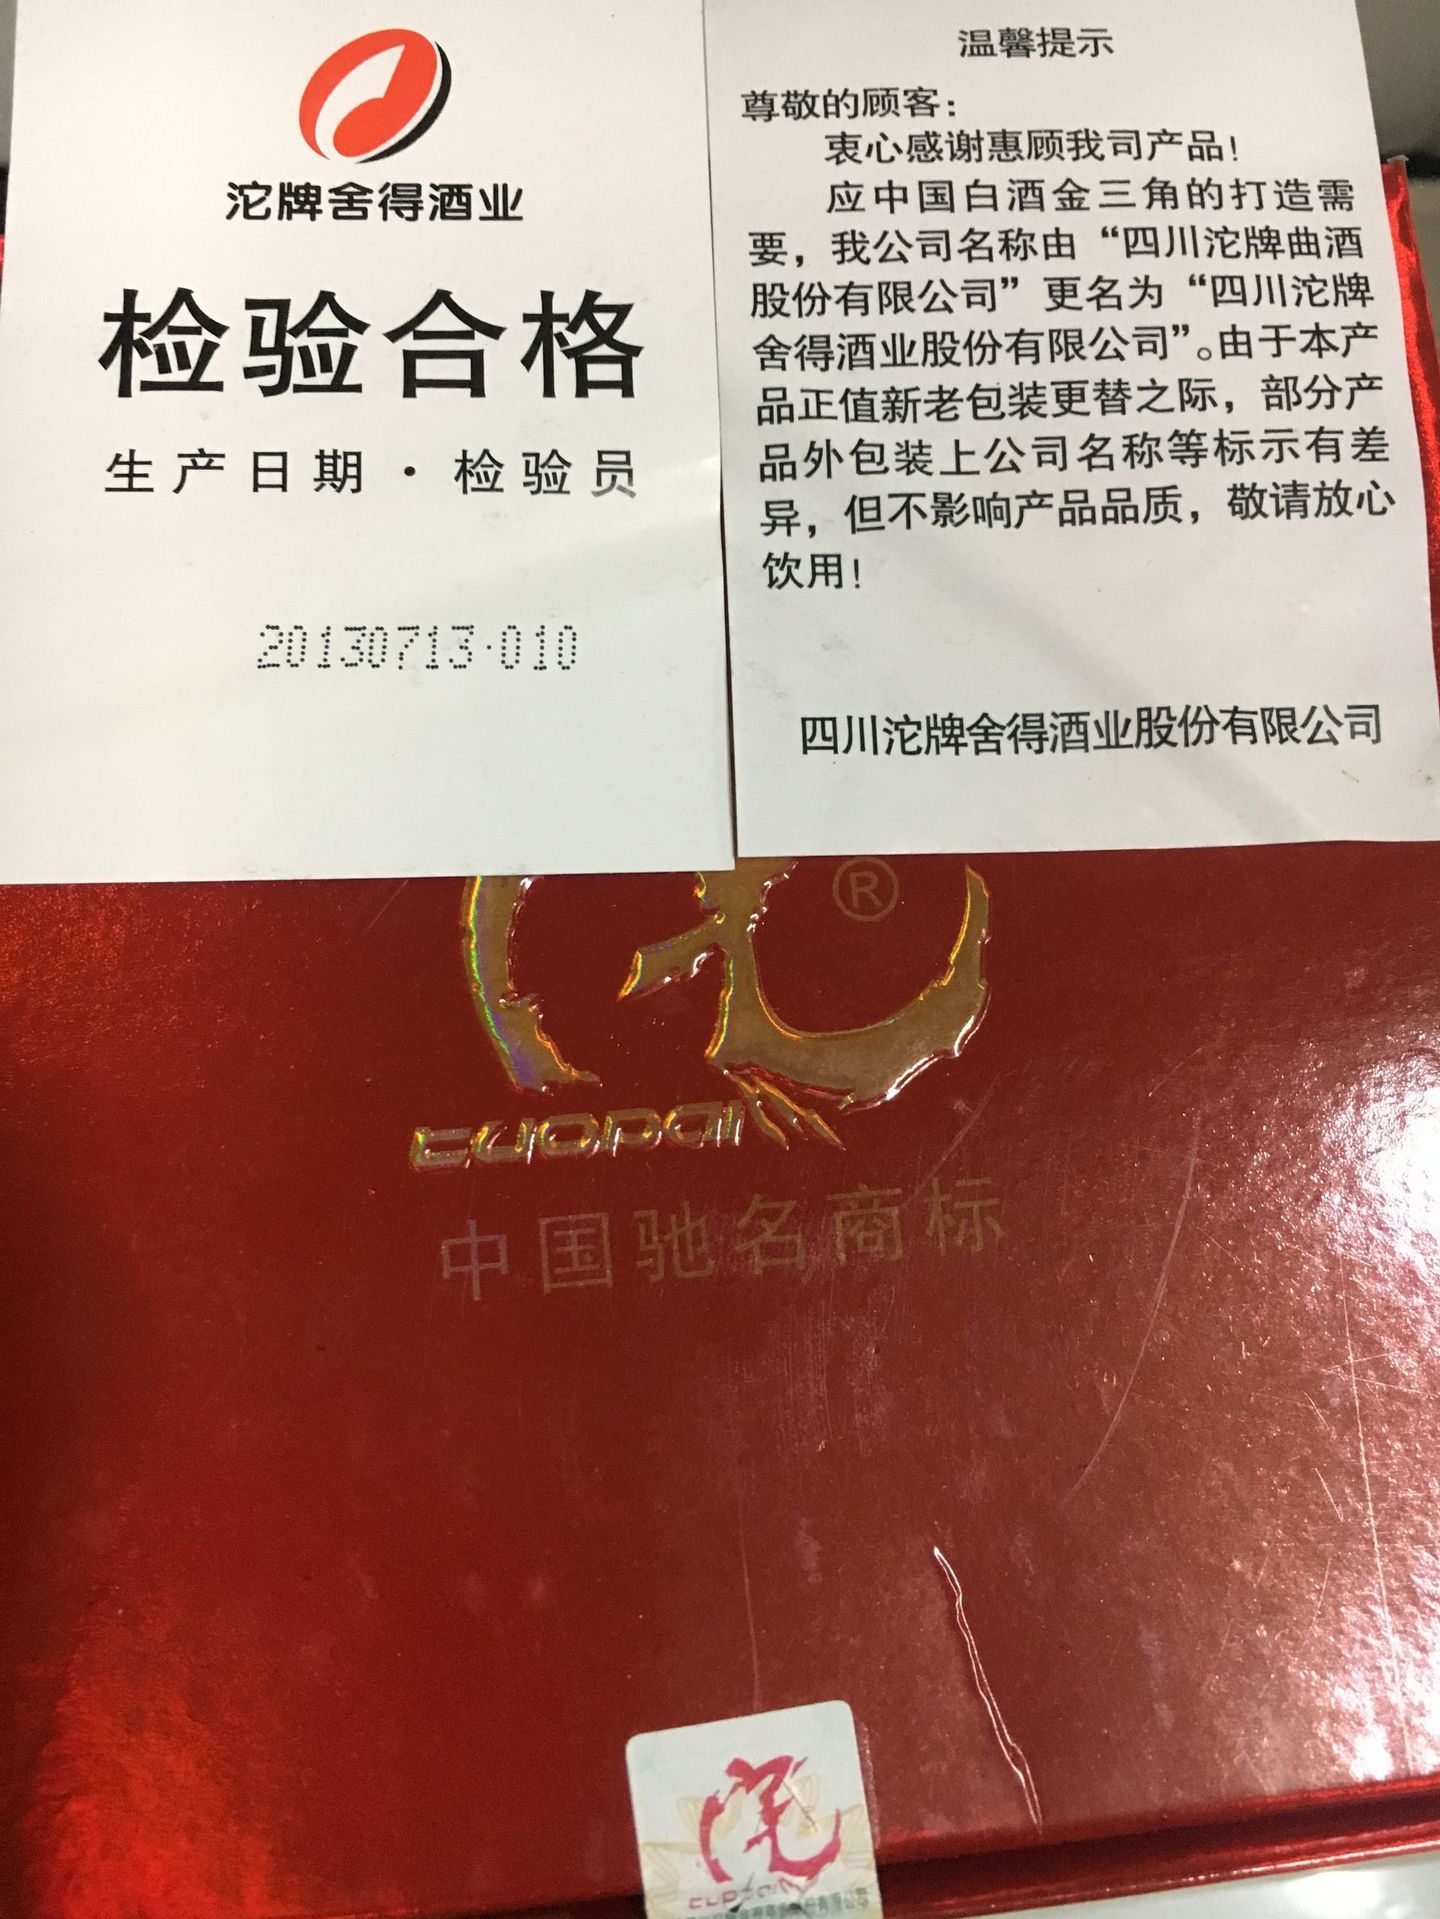 沱牌舍得酒业
检验合格
生产日期·检验员
20130713·010
温馨提示
尊敬的顾客：
衷心感谢惠顾我司产品！
应中国白酒金三角的打造需
要，我公司名称由“四川沱牌曲酒
股份有限公司”更名为“四川沱牌
舍得酒业股份有限公司”。由于本产
品正值新老包装更替之际，部分产
品外包装上公司名称等标示有差
异，但不影响产品品质，敬请放心
饮用！
四川沱牌舍得酒业股份有限公司
®
tuopai
中国驰名商标